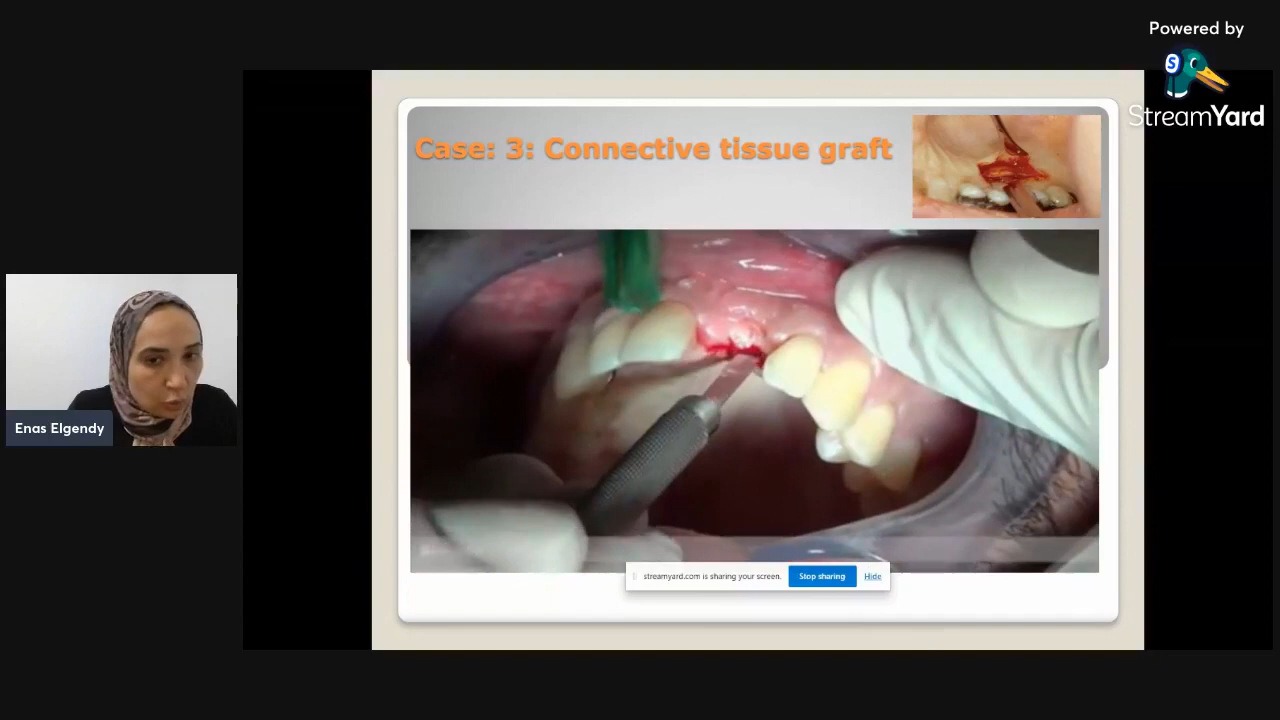 Powered by
S
StreamYard
Case: 3: Connective tissue graft
Enas Elgendy
streamyard.com is sharing your screen.
Stop sharing
Hide